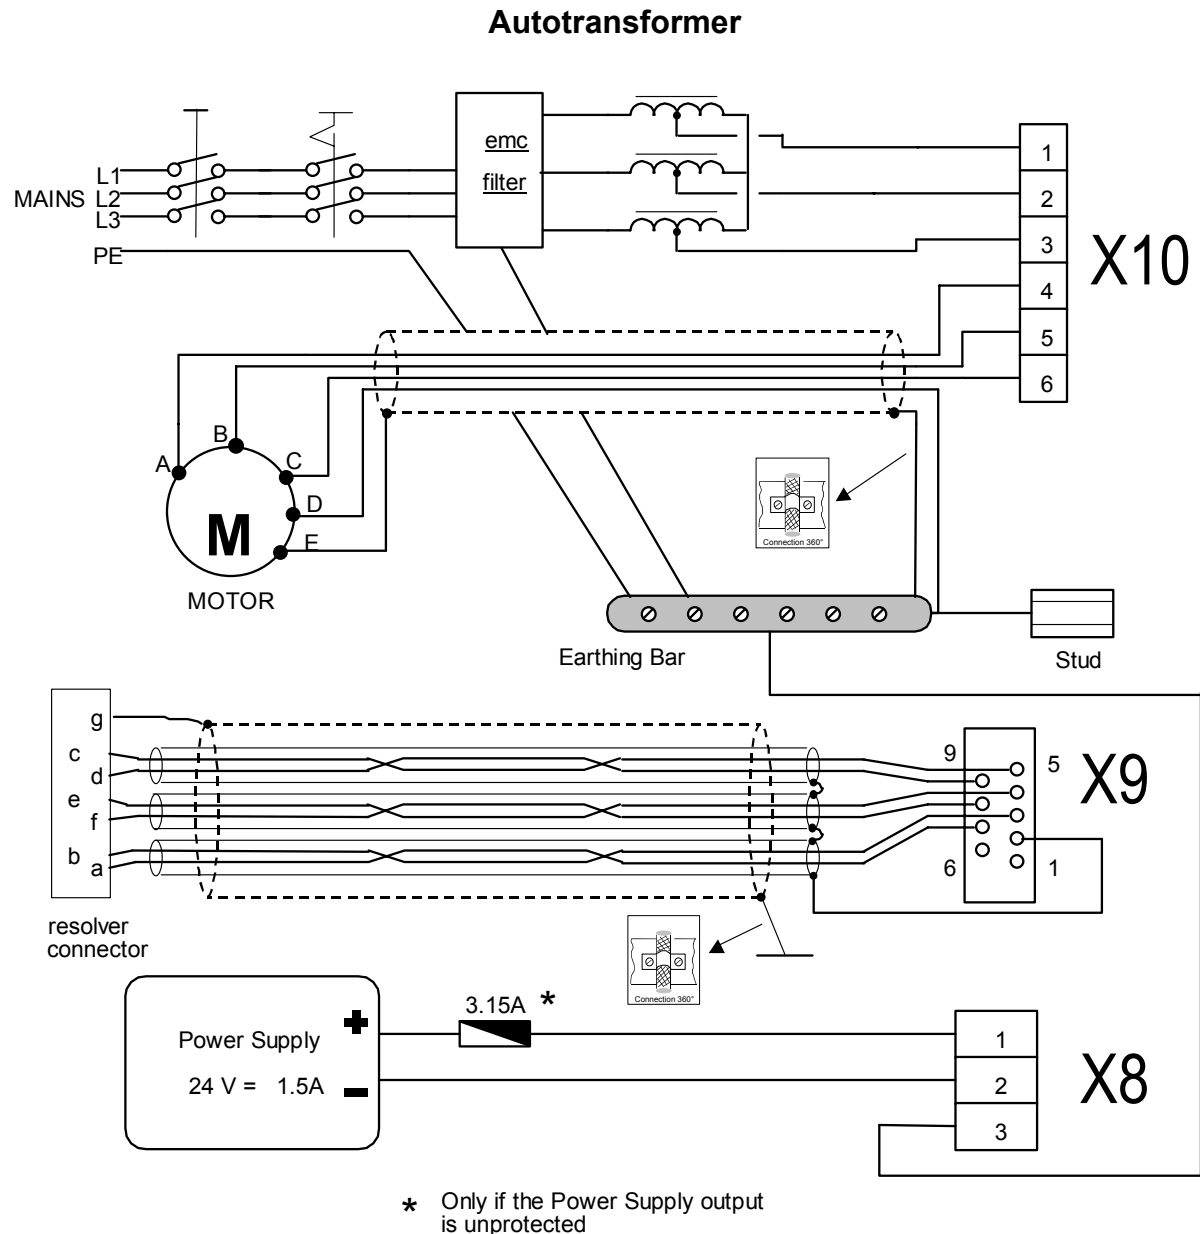 Autotransformer
emc
filter
L1
MAINS L2
L3
PE
1
2
3
4
5
6
X10
A
B
C
D
E
M
MOTOR
Connection 360°
Earthing Bar
Stud
g
c
d
e
f
b
a
resolver
connector
9
5
6
1
X9
Connection 360°
3.15A *
Power Supply
24 V = 1.5A
+
-
1
2
3
X8
* Only if the Power Supply output
is unprotected